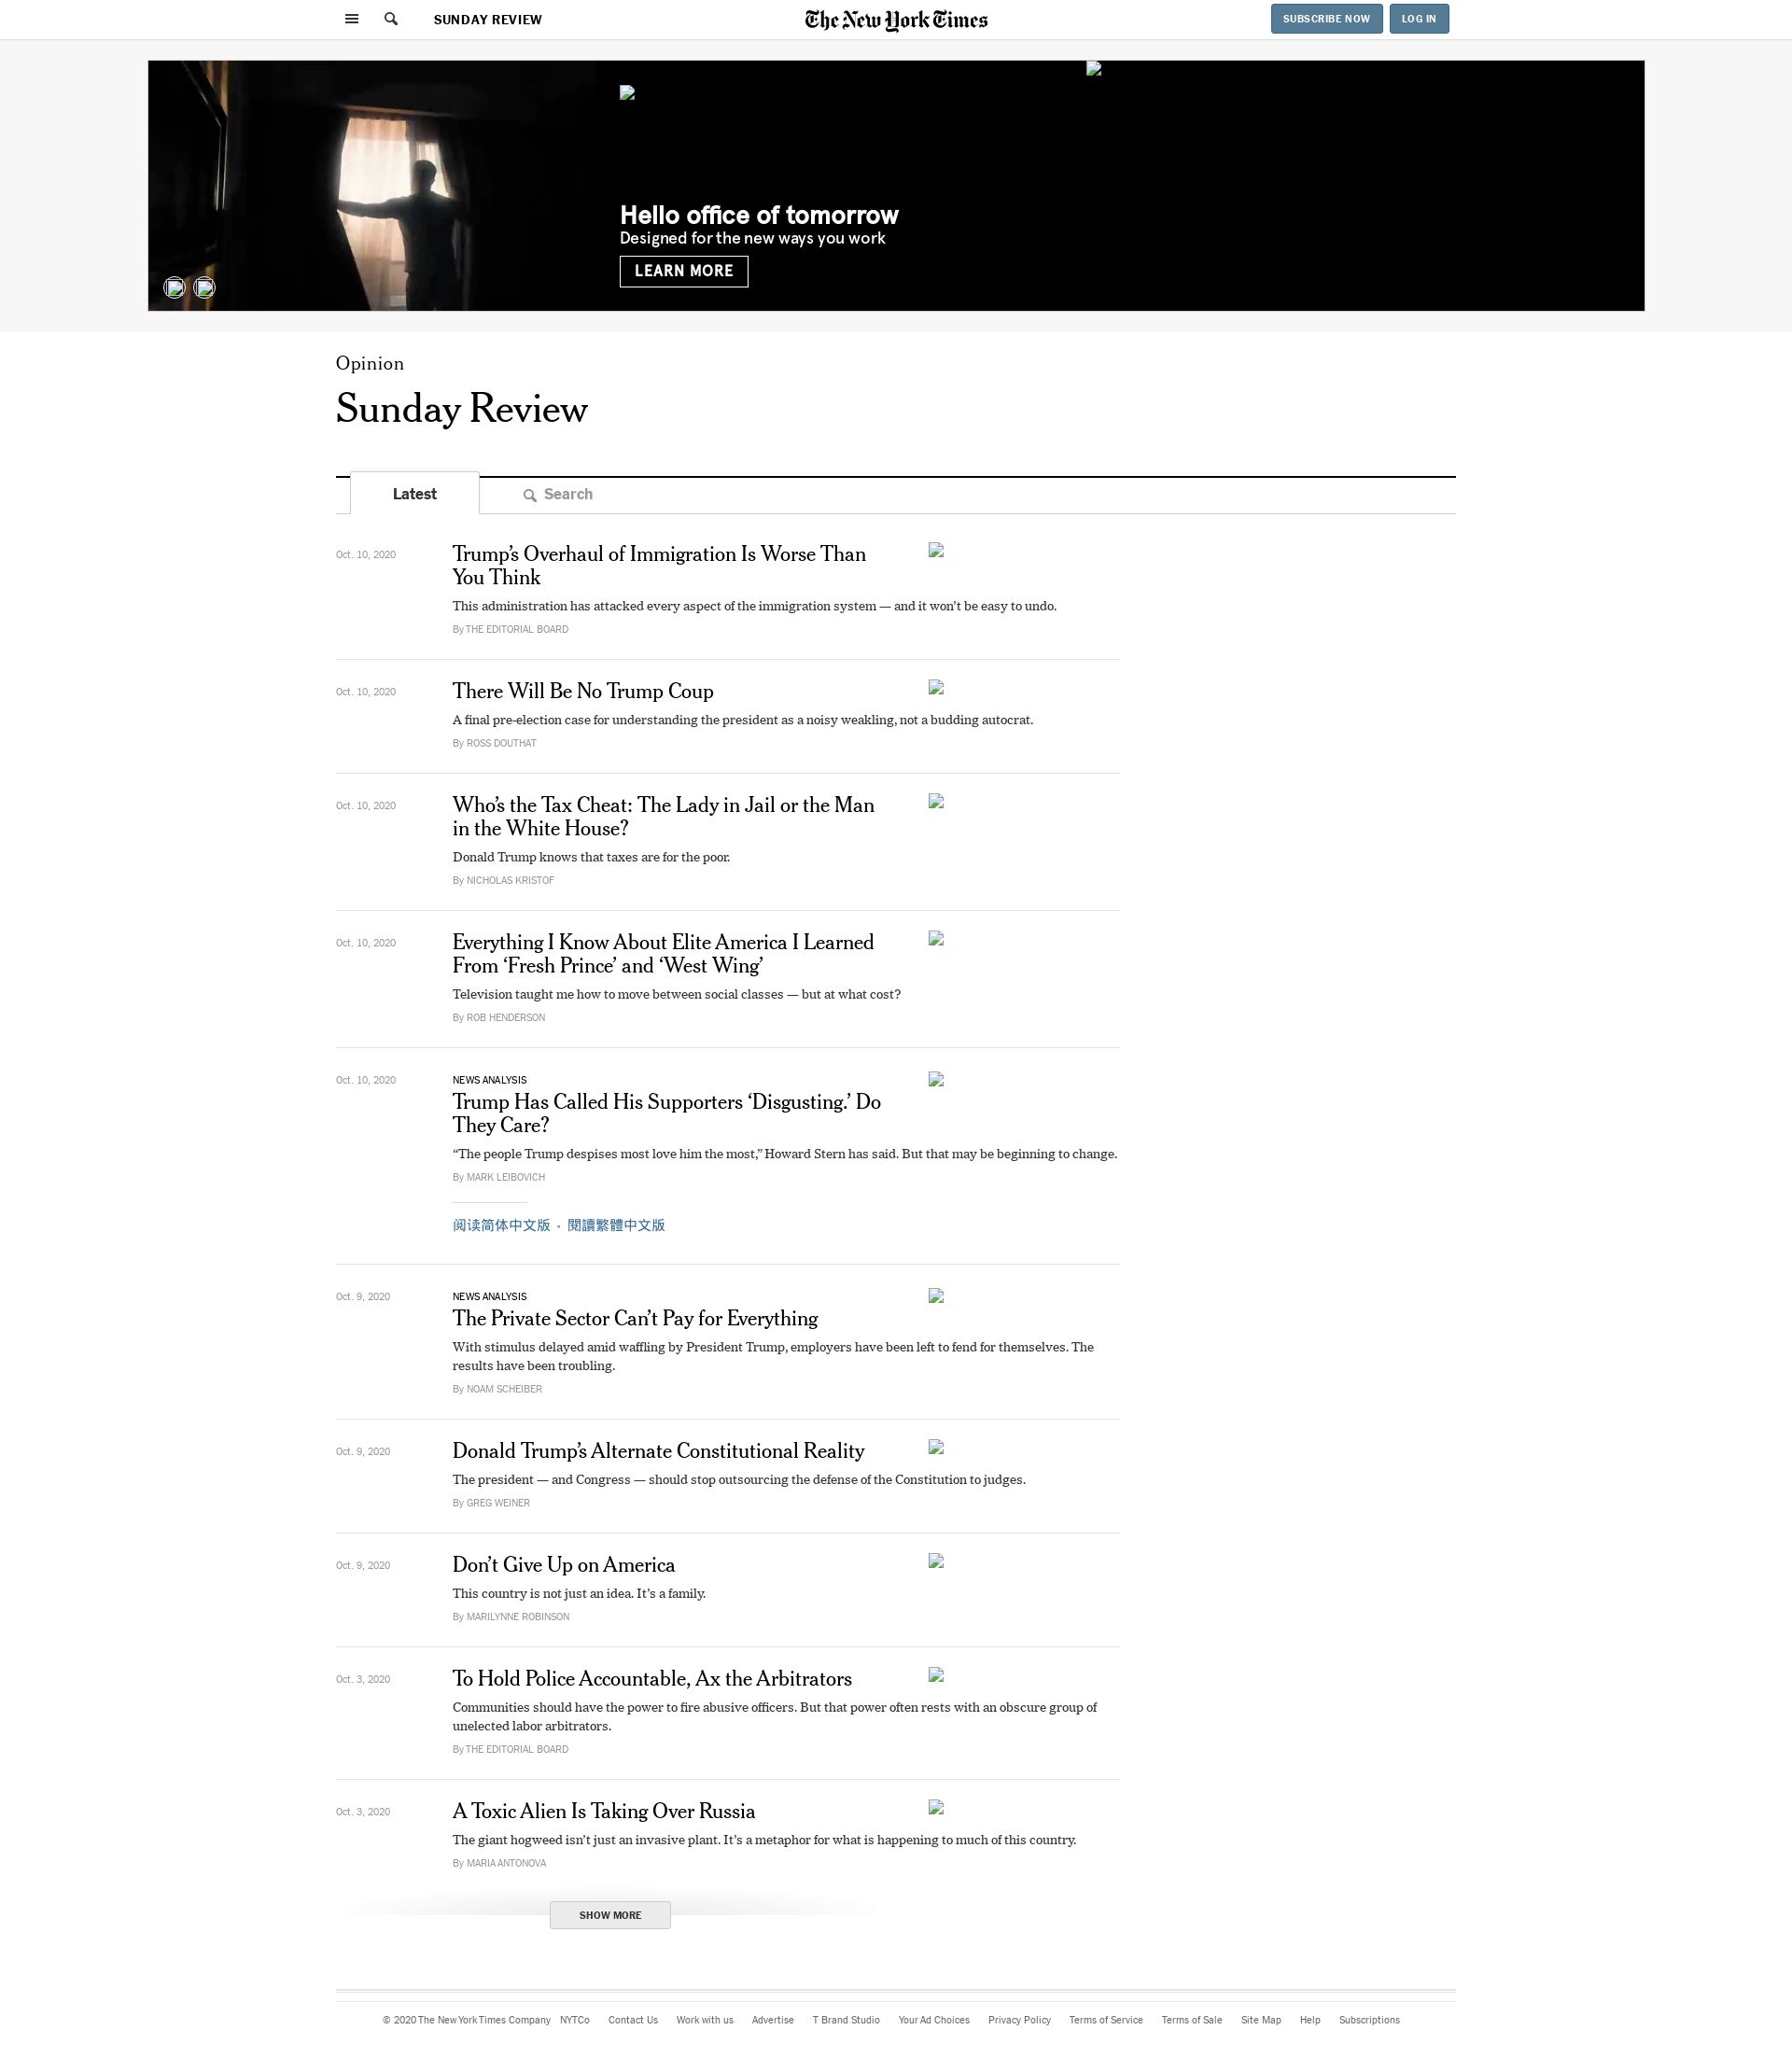 SUNDAY REVIEW
The New York Times
SUBSCRIBE NOW
LOG IN
Hello office of tomorrow
Designed for the new ways you work
LEARN MORE
Opinion
Sunday Review
Latest
Search
Oct. 10, 2020
Trump’s Overhaul of Immigration Is Worse Than
You Think
This administration has attacked every aspect of the immigration system — and it won’t be easy to undo.
By THE EDITORIAL BOARD
Oct. 10, 2020
There Will Be No Trump Coup
A final pre-election case for understanding the president as a noisy weakling, not a budding autocrat.
By ROSS DOUTHAT
Oct. 10, 2020
Who’s the Tax Cheat: The Lady in Jail or the Man
in the White House?
Donald Trump knows that taxes are for the poor.
By NICHOLAS KRISTOF
Oct. 10, 2020
Everything I Know About Elite America I Learned
From ‘Fresh Prince’ and ‘West Wing’
Television taught me how to move between social classes — but at what cost?
By ROB HENDERSON
Oct. 10, 2020
NEWS ANALYSIS
Trump Has Called His Supporters ‘Disgusting.’ Do
They Care?
“The people Trump despises most love him the most,” Howard Stern has said. But that may be beginning to change.
By MARK LEIBOVICH
阅读简体中文版 • 閱讀繁體中文版
Oct. 9, 2020
NEWS ANALYSIS
The Private Sector Can’t Pay for Everything
With stimulus delayed amid waffling by President Trump, employers have been left to fend for themselves. The
results have been troubling.
By NOAM SCHEIBER
Oct. 9, 2020
Donald Trump’s Alternate Constitutional Reality
The president — and Congress — should stop outsourcing the defense of the Constitution to judges.
By GREG WEINER
Oct. 9, 2020
Don’t Give Up on America
This country is not just an idea. It’s a family.
By MARILYNNE ROBINSON
Oct. 3, 2020
To Hold Police Accountable, Ax the Arbitrators
Communities should have the power to fire abusive officers. But that power often rests with an obscure group of
unelected labor arbitrators.
By THE EDITORIAL BOARD
Oct. 3, 2020
A Toxic Alien Is Taking Over Russia
The giant hogweed isn’t just an invasive plant. It’s a metaphor for what is happening to much of this country.
By MARIA ANTONOVA
SHOW MORE
© 2020 The New York Times Company NYTCo Contact Us Work with us Advertise T Brand Studio Your Ad Choices Privacy Policy Terms of Service Terms of Sale Site Map Help Subscriptions